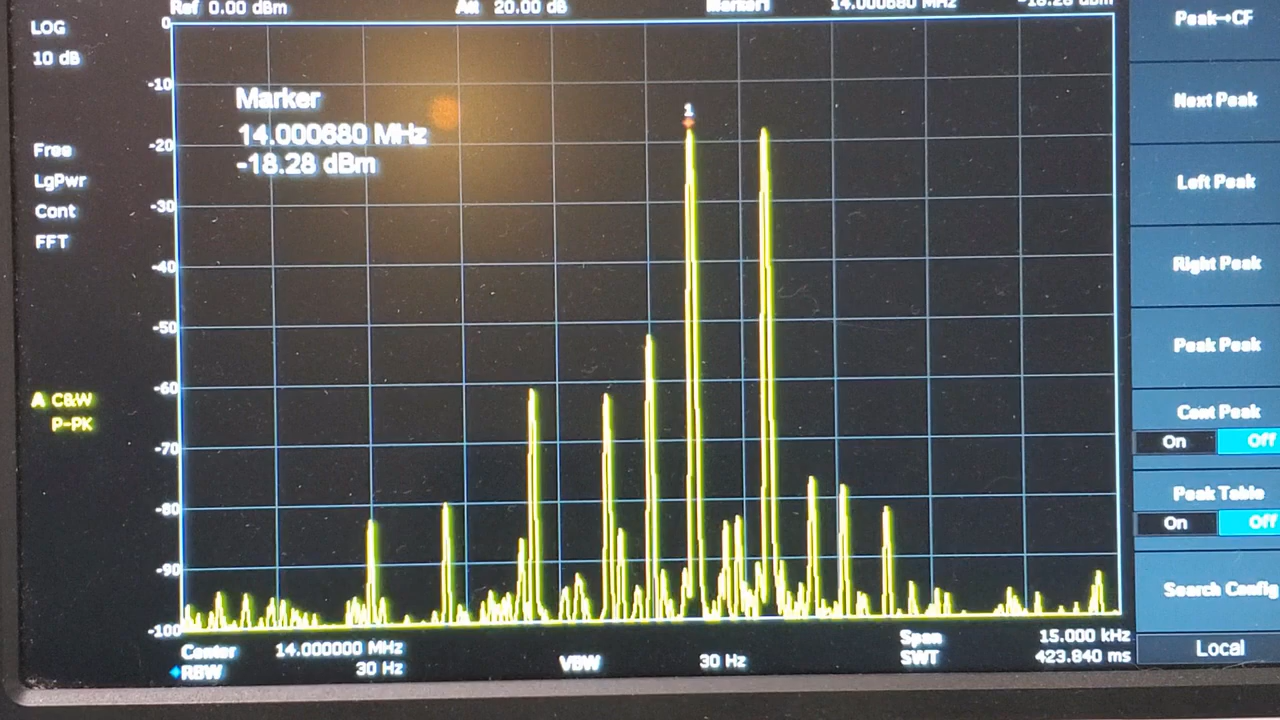 Ref 0.00 dBm Att 20.00 dB Marker1 14.000680 MHz -18.28 dBm
LOG
10 dB
Free
LgPwr
Cont
FFT
A C&W
P-PK
0
-10
-20
-30
-40
-50
-60
-70
-80
-90
-100
Marker
14.000680 MHz
-18.28 dBm
1
Center 14.000000 MHz Span 15.000 kHz
RBW 30 Hz VBW 30 Hz SWT 423.840 ms
Peak→CF
Next Peak
Left Peak
Right Peak
Peak Peak
Cont Peak
On Off
Peak Table
On Off
Search Config
Local